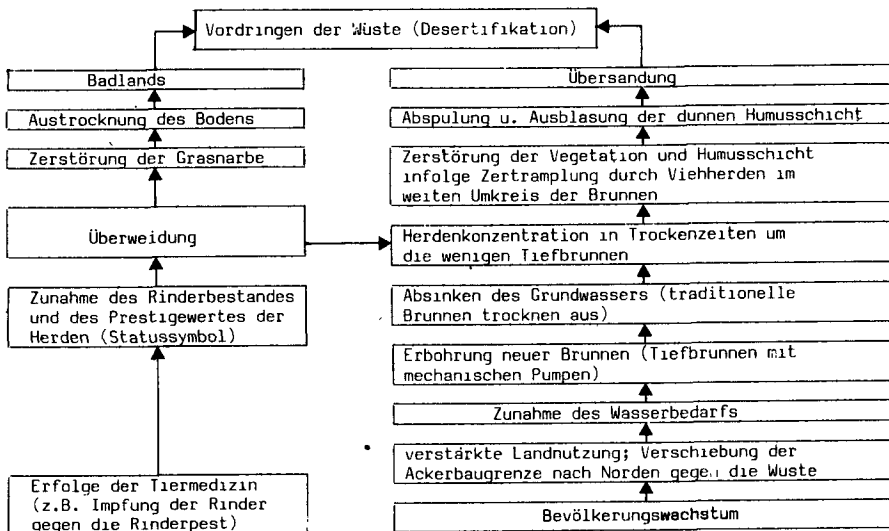 Vordringen der Wüste (Desertifikation)
Badlands
Austrocknung des Bodens
Zerstörung der Grasnarbe
Überweidung
Zunahme des Rinderbestandes
und des Prestigewertes der
Herden (Statussymbol)
Erfolge der Tiermedizin
(z.B. Impfung der Rinder
gegen die Rinderpest)
Übersandung
Abspulung u. Ausblasung der dunnen Humusschicht
Zerstörung der Vegetation und Humusschicht
infolge Zertramplung durch Viehherden im
weiten Umkreis der Brunnen
Herdenkonzentration in Trockenzeiten um
die wenigen Tiefbrunnen
Absinken des Grundwassers (traditionelle
Brunnen trocknen aus)
Erbohrung neuer Brunnen (Tiefbrunnen mit
mechanischen Pumpen)
Zunahme des Wasserbedarfs
verstarkte Landnutzung; Verschiebung der
Ackerbaugrenze nach Norden gegen die Wuste
Bevölkerungswachstum